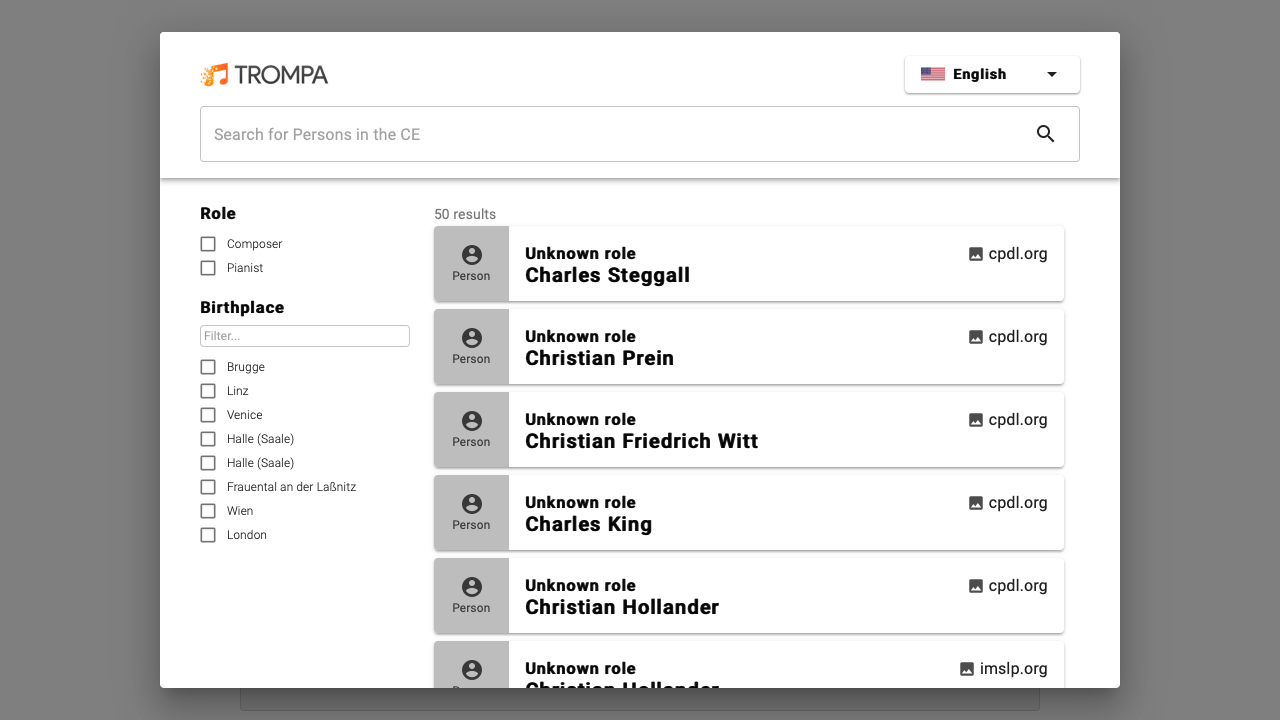 TROMPA
English
Search for Persons in the CE
Role
Composer
Pianist
Birthplace
Filter...
Brugge
Linz
Venice
Halle (Saale)
Halle (Saale)
Frauental an der Laßnitz
Wien
London
50 results
Person
Unknown role
Charles Steggall
cpdl.org
Person
Unknown role
Christian Prein
cpdl.org
Person
Unknown role
Christian Friedrich Witt
cpdl.org
Person
Unknown role
Charles King
cpdl.org
Person
Unknown role
Christian Hollander
cpdl.org
Unknown role
Christian Hollander
imslp.org